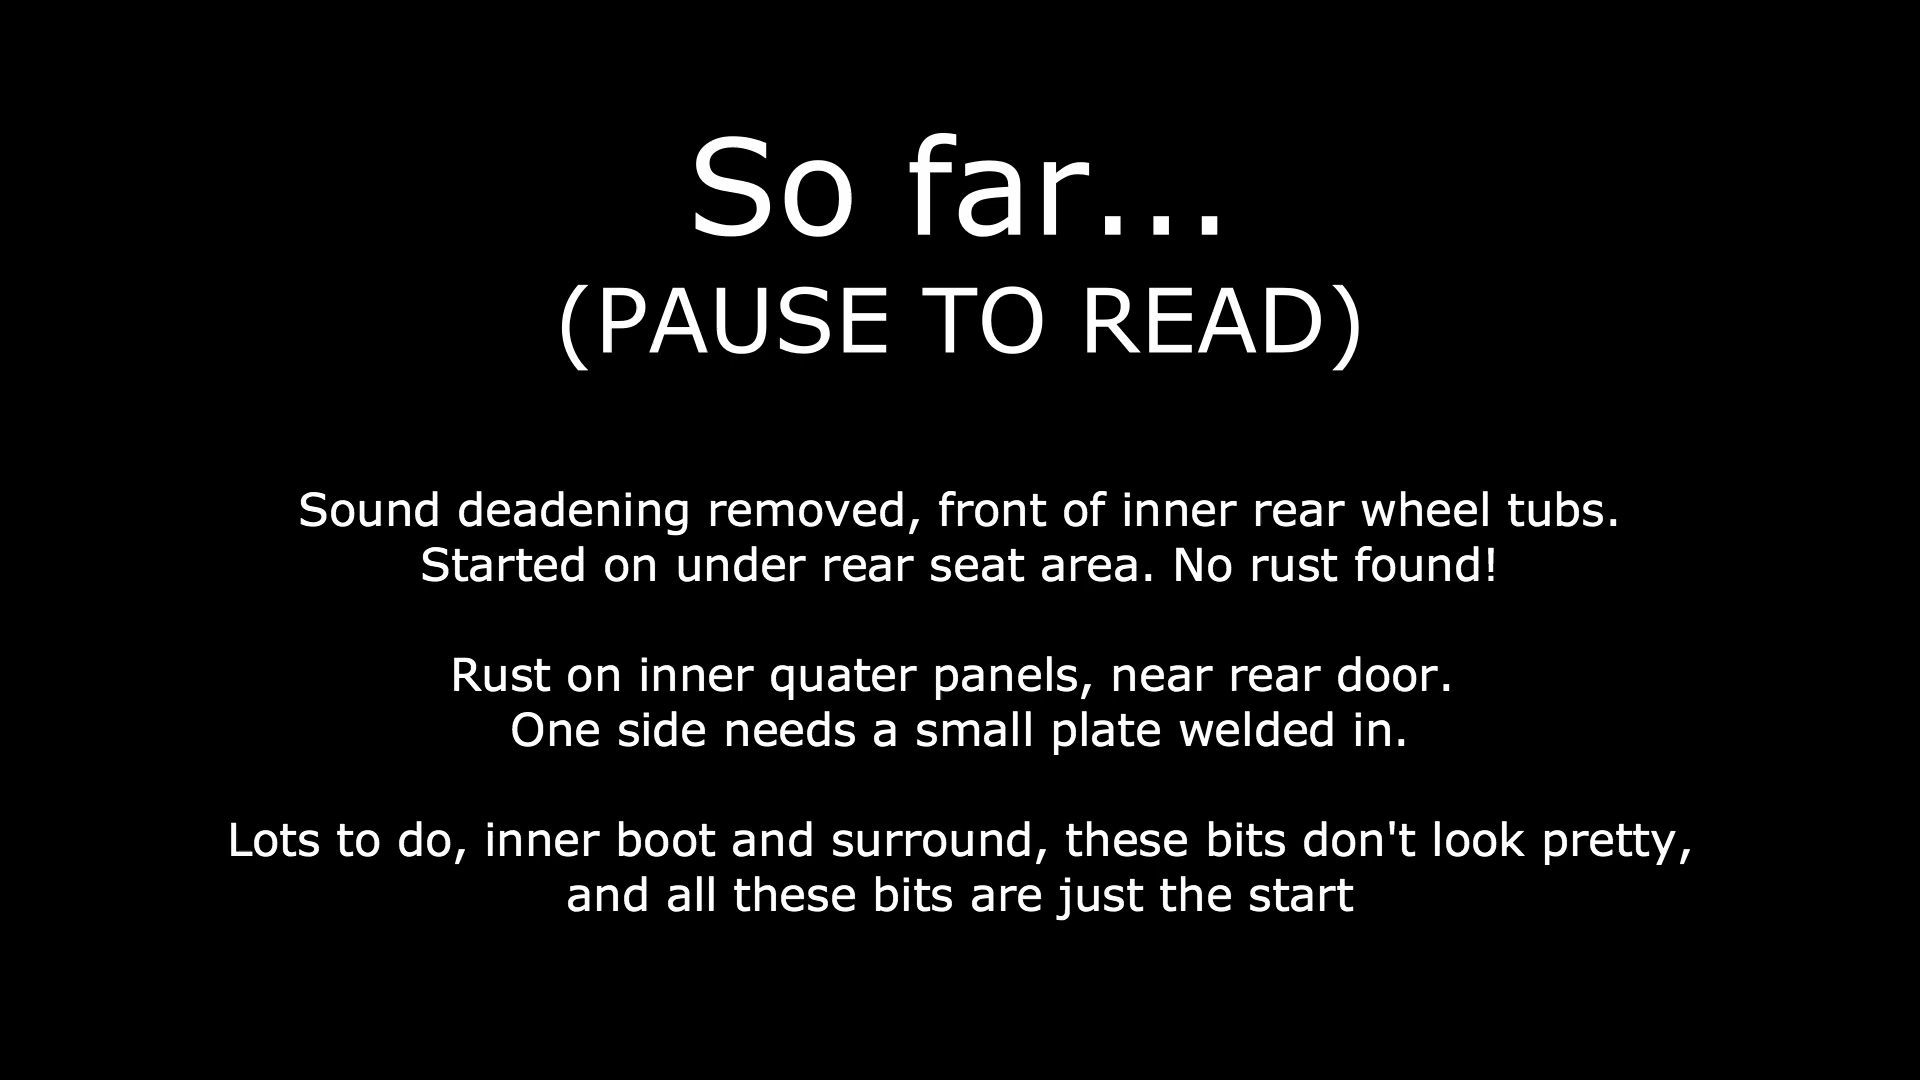 So far...
(PAUSE TO READ)
Sound deadening removed, front of inner rear wheel tubs.
Started on under rear seat area. No rust found!
Rust on inner quater panels, near rear door.
One side needs a small plate welded in.
Lots to do, inner boot and surround, these bits don't look pretty,
and all these bits are just the start